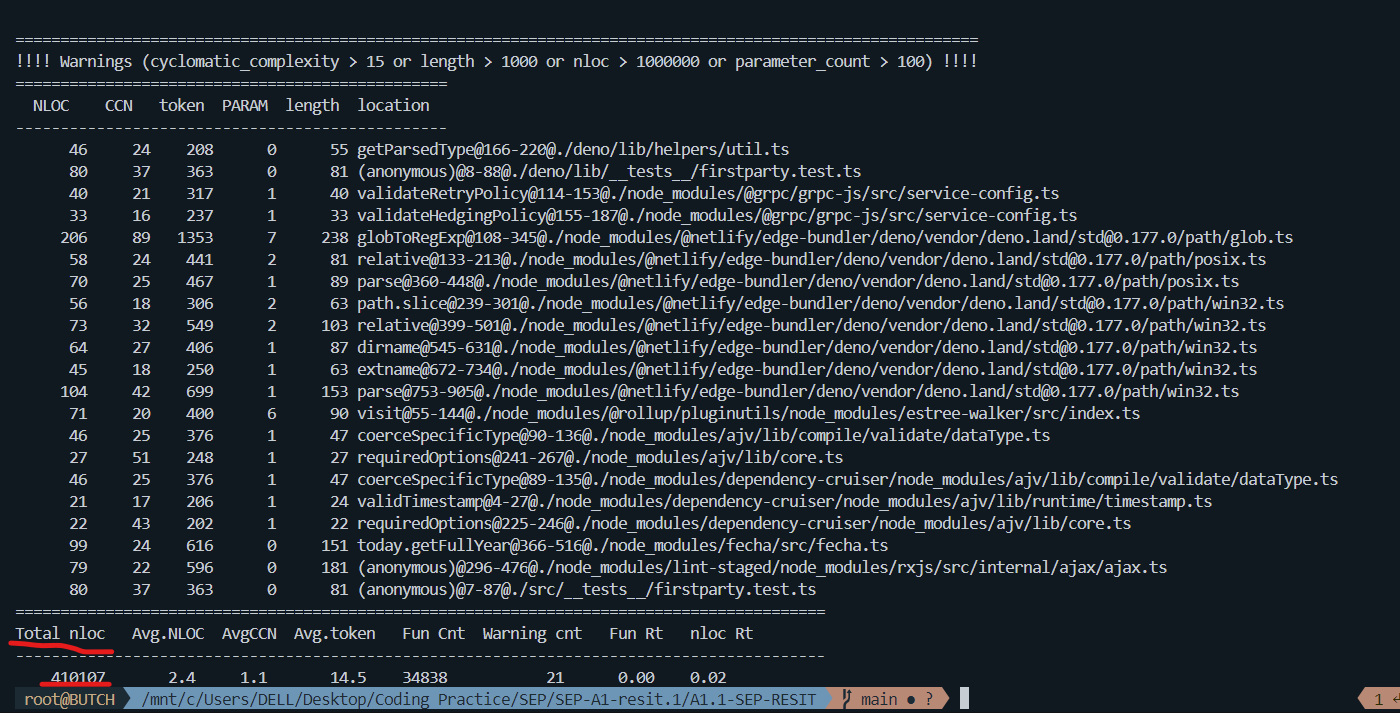 ====================================================================================================
!!!! Warnings (cyclomatic_complexity > 15 or length > 1000 or nloc > 1000000 or parameter_count > 100) !!!!
================================================
NLOC CCN token PARAM length location
------------------------------------------------
46 24 208 0 55 getParsedType@166-220@./deno/lib/helpers/util.ts
80 37 363 0 81 (anonymous)@8-88@./deno/lib/__tests__/firstparty.test.ts
40 21 317 1 40 validateRetryPolicy@114-153@./node_modules/@grpc/grpc-js/src/service-config.ts
33 16 237 1 33 validateHedgingPolicy@155-187@./node_modules/@grpc/grpc-js/src/service-config.ts
206 89 1353 7 238 globToRegExp@108-345@./node_modules/@netlify/edge-bundler/deno/vendor/deno.land/std@0.177.0/path/glob.ts
58 24 441 2 81 relative@133-213@./node_modules/@netlify/edge-bundler/deno/vendor/deno.land/std@0.177.0/path/posix.ts
70 25 467 1 89 parse@360-448@./node_modules/@netlify/edge-bundler/deno/vendor/deno.land/std@0.177.0/path/posix.ts
56 18 306 2 63 path.slice@239-301@./node_modules/@netlify/edge-bundler/deno/vendor/deno.land/std@0.177.0/path/win32.ts
73 32 549 2 103 relative@399-501@./node_modules/@netlify/edge-bundler/deno/vendor/deno.land/std@0.177.0/path/win32.ts
64 27 406 1 87 dirname@545-631@./node_modules/@netlify/edge-bundler/deno/vendor/deno.land/std@0.177.0/path/win32.ts
45 18 250 1 63 extname@672-734@./node_modules/@netlify/edge-bundler/deno/vendor/deno.land/std@0.177.0/path/win32.ts
104 42 699 1 153 parse@753-905@./node_modules/@netlify/edge-bundler/deno/vendor/deno.land/std@0.177.0/path/win32.ts
71 20 400 6 90 visit@55-144@./node_modules/@rollup/pluginutils/node_modules/estree-walker/src/index.ts
46 25 376 1 47 coerceSpecificType@90-136@./node_modules/ajv/lib/compile/validate/dataType.ts
27 51 248 1 27 requiredOptions@241-267@./node_modules/ajv/lib/core.ts
46 25 376 1 47 coerceSpecificType@89-135@./node_modules/dependency-cruiser/node_modules/ajv/lib/compile/validate/dataType.ts
21 17 206 1 24 validTimestamp@4-27@./node_modules/dependency-cruiser/node_modules/ajv/lib/runtime/timestamp.ts
22 43 202 1 22 requiredOptions@225-246@./node_modules/dependency-cruiser/node_modules/ajv/lib/core.ts
99 24 616 0 151 today.getFullYear@366-516@./node_modules/fecha/src/fecha.ts
79 22 596 0 181 (anonymous)@296-476@./node_modules/lint-staged/node_modules/rxjs/src/internal/ajax/ajax.ts
80 37 363 0 81 (anonymous)@7-87@./src/__tests__/firstparty.test.ts
==========================================================================================
Total nloc Avg.NLOC AvgCCN Avg.token Fun Cnt Warning cnt Fun Rt nloc Rt
------------------------------------------------------------------------------------------
410107 2.4 1.1 14.5 34838 21 0.00 0.02
root@BUTCH /mnt/c/Users/DELL/Desktop/Coding Practice/SEP/SEP-A1-resit.1/A1.1-SEP-RESIT main ● ? 1